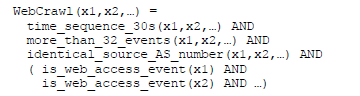 WebCrawl(x1,x2,…) =
time_sequence_30s(x1,x2,…) AND
more_than_32_events(x1,x2,…) AND
identical_source_AS_number(x1,x2,…) AND
( is_web_access_event(x1) AND
is_web_access_event(x2) AND …)